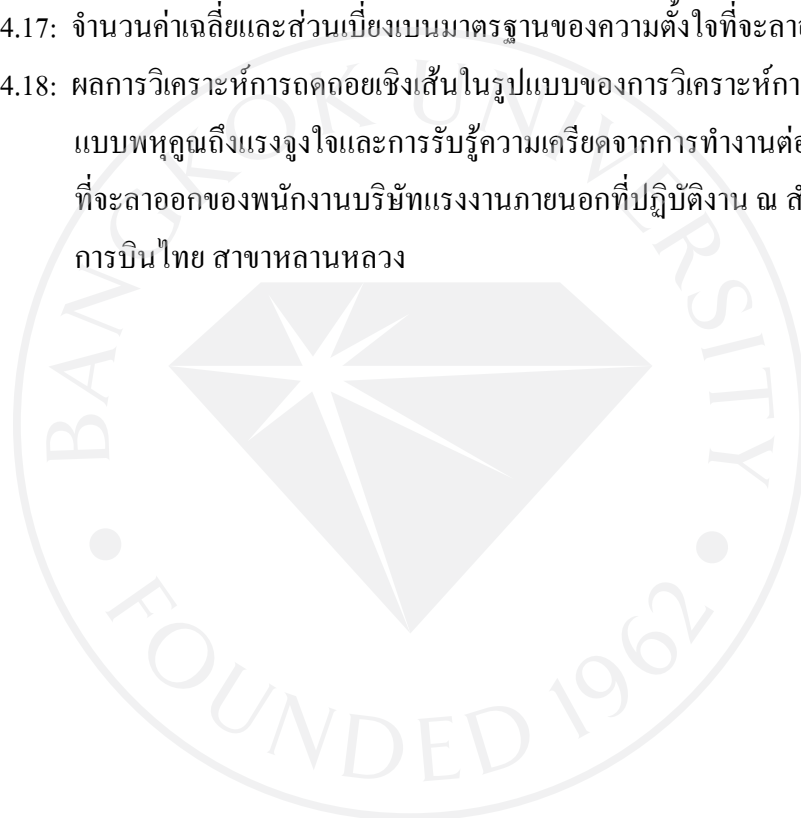 4.17: จำนวนค่าเฉลี่ยและส่วนเบี่ยงเบนมาตรฐานของความตั้งใจที่จะลา
4.18: ผลการวิเคราะห์การถดถอยเชิงเส้นในรูปแบบของการวิเคราะห์กา
แบบพหุคูณถึงแรงจูงใจและการรับรู้ความเครียดจากการทำงานต่อ
ที่จะลาออกของพนักงานบริษัทแรงงานภายนอกที่ปฏิบัติงาน ณ
การบินไทย สาขาหลานหลวง
BANGKOK UNIVERSITY
FOUNDED 1962